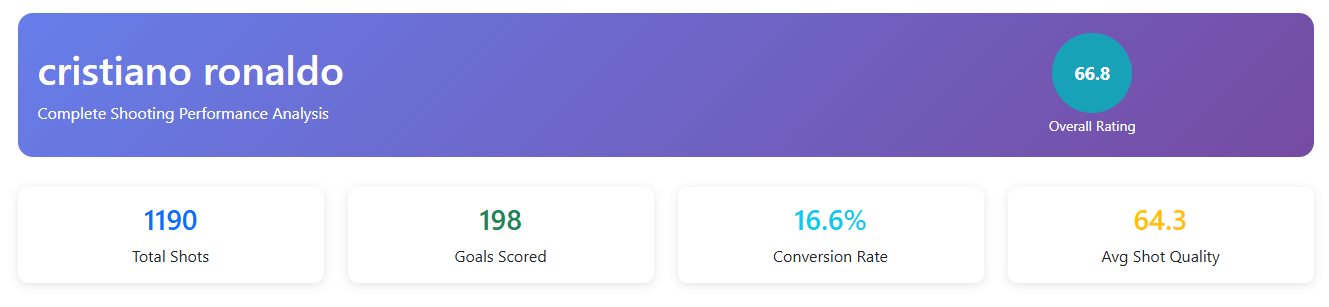 cristiano ronaldo
Complete Shooting Performance Analysis
66.8
Overall Rating
1190
Total Shots
198
Goals Scored
16.6%
Conversion Rate
64.3
Avg Shot Quality